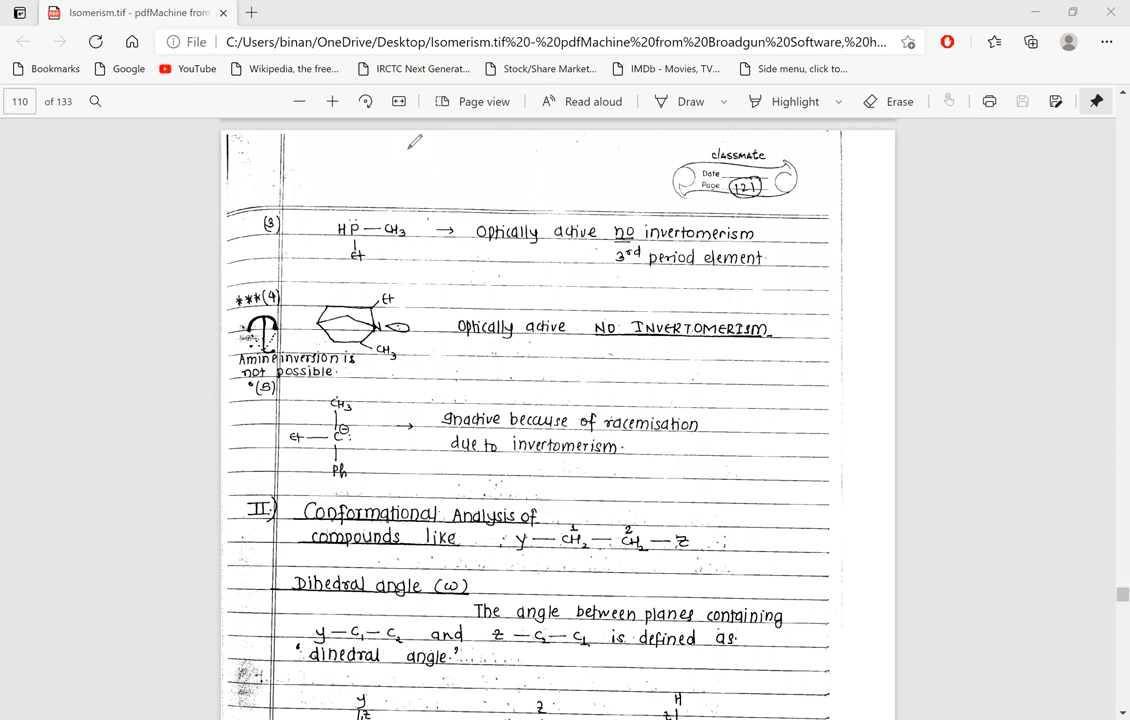 Isomerism.tif - pdfMachine from
File
C:/Users/binan/OneDrive/Desktop/Isomerism.tif%20-%20pdfMachine%20from%20Broadgun%20Software,%20h...
Bookmarks Google YouTube Wikipedia, the free... IRCTC Next Generat... Stock/Share Market... IMDb - Movies, TV... Side menu, click to...
110 of 133 Page view Read aloud Draw Highlight Erase
classmate
Date
Page 121
(3) HP̈ — CH3 → optically active no invertomerism
Et 3rd period element
***(4) Et
N optically active NO INVERTOMERISM
CH3
Amine inversion is
not possible.
(5)
CH3
Et — C: ⊖ → Inactive because of racemisation
due to invertomerism.
Ph
II) Conformational Analysis of
compounds like y — CH2 — CH2 — Z
1 2
Dihedral angle (ω)
The angle between planes containing
y — C1 — C2 and z — C2 — C1 is defined as
"dihedral angle."
y z H
z z